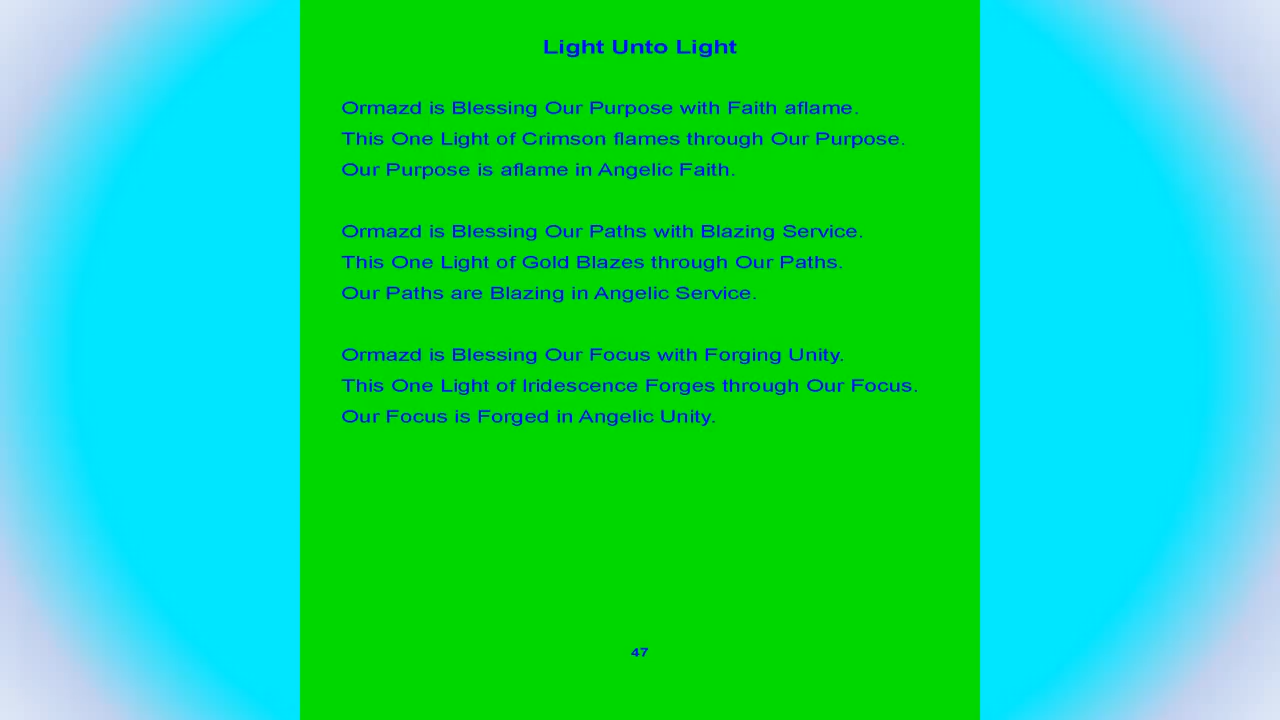 Light Unto Light
Ormazd is Blessing Our Purpose with Faith aflame.
This One Light of Crimson flames through Our Purpose.
Our Purpose is aflame in Angelic Faith.
Ormazd is Blessing Our Paths with Blazing Service.
This One Light of Gold Blazes through Our Paths.
Our Paths are Blazing in Angelic Service.
Ormazd is Blessing Our Focus with Forging Unity.
This One Light of Iridescence Forges through Our Focus.
Our Focus is Forged in Angelic Unity.
47